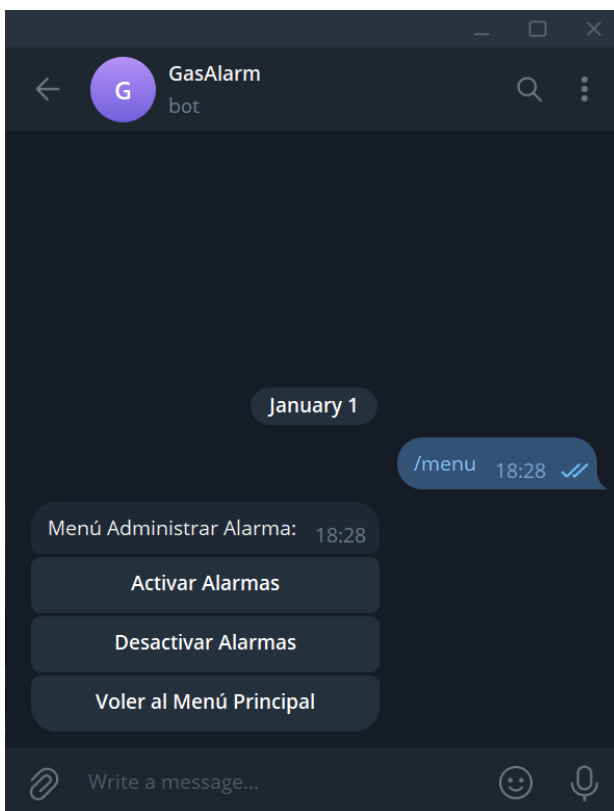 G
GasAlarm
bot
January 1
/menu 18:28
Menú Administrar Alarma: 18:28
Activar Alarmas
Desactivar Alarmas
Voler al Menú Principal
Write a message...